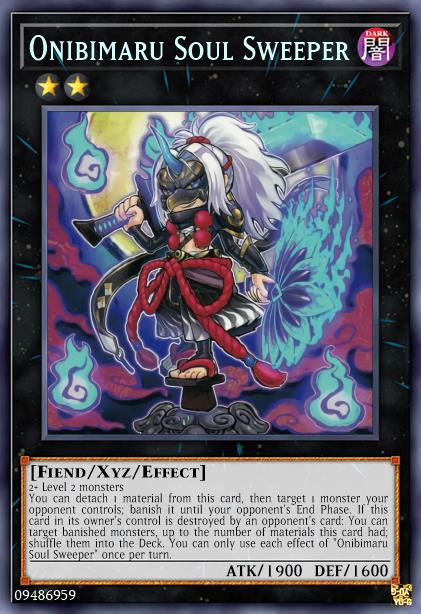 ONIBIMARU SOUL SWEEPER
DARK
闇
[FIEND/XYZ/EFFECT]
2+ Level 2 monsters
You can detach 1 material from this card, then target 1 monster your
opponent controls; banish it until your opponent's End Phase. If this
card in its owner's control is destroyed by an opponent's card: You can
target banished monsters, up to the number of materials this card had;
shuffle them into the Deck. You can only use each effect of "Onibimaru
Soul Sweeper" once per turn.
ATK/1900 DEF/1600
09486959